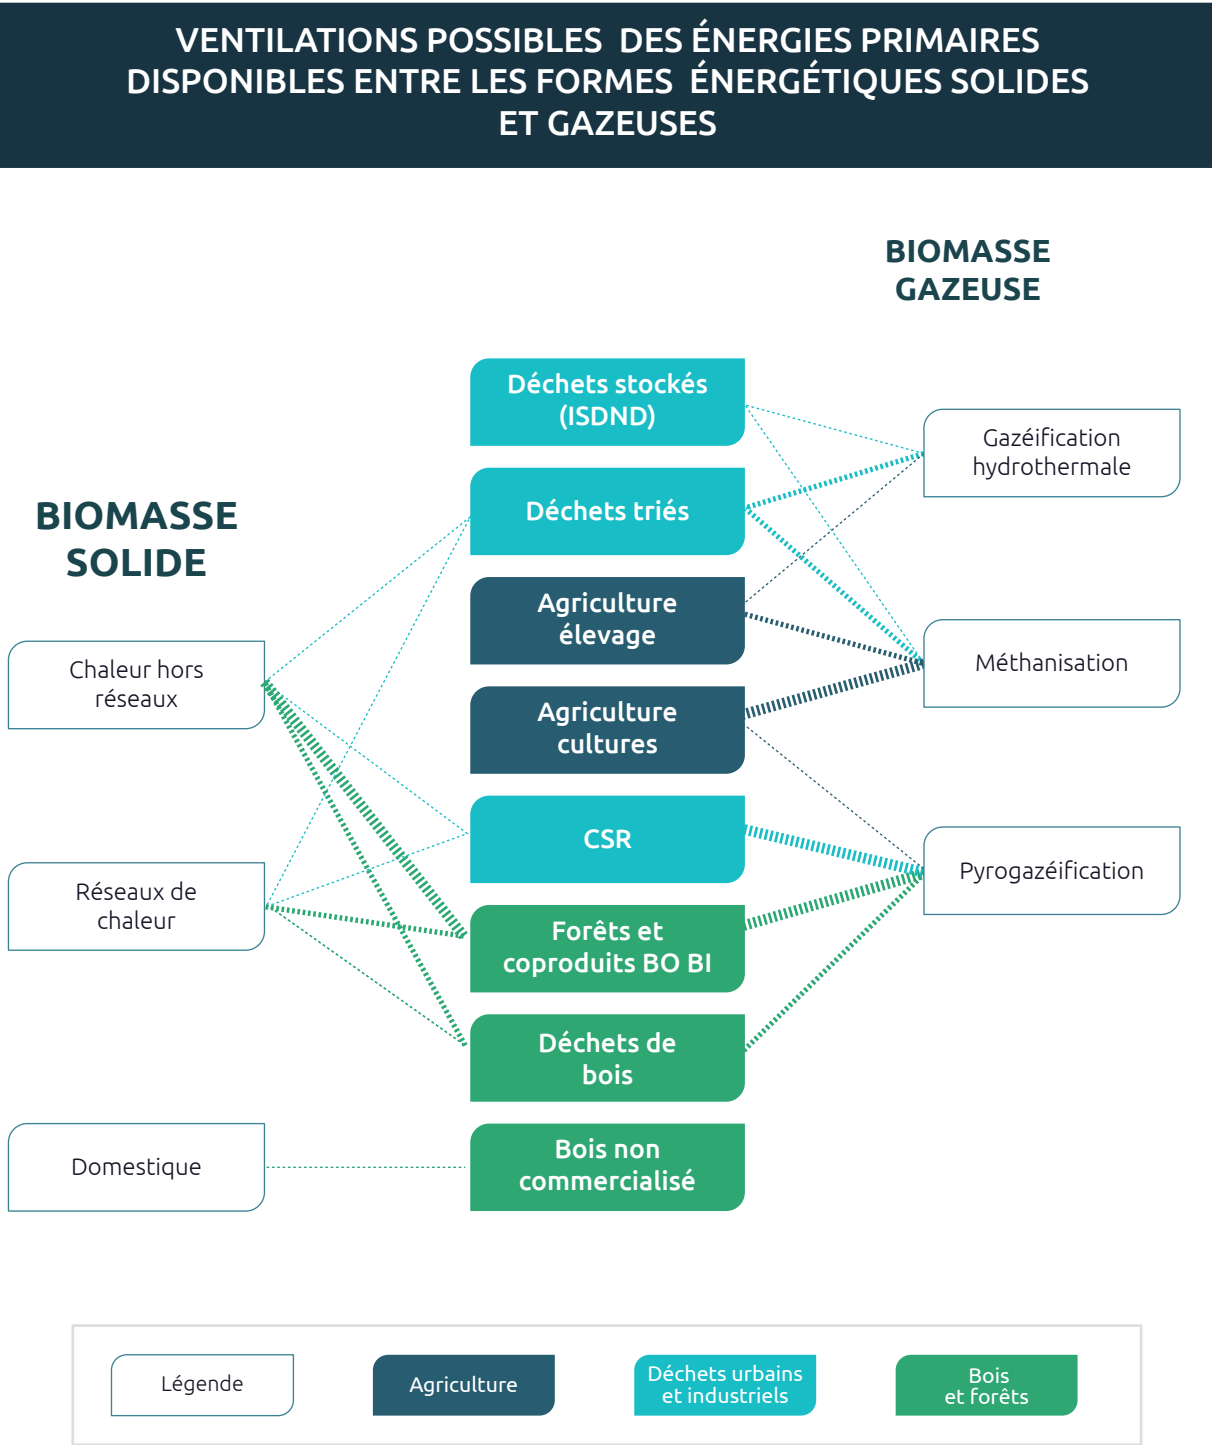 VENTILATIONS POSSIBLES DES ÉNERGIES PRIMAIRES
DISPONIBLES ENTRE LES FORMES ÉNERGÉTIQUES SOLIDES
ET GAZEUSES
BIOMASSE
GAZEUSE
BIOMASSE
SOLIDE
Chaleur hors
réseaux
Réseaux de
chaleur
Domestique
Déchets stockés
(ISDND)
Déchets triés
Agriculture
élevage
Agriculture
cultures
CSR
Forêts et
coproduits BO BI
Déchets de
bois
Bois non
commercialisé
Gazéification
hydrothermale
Méthanisation
Pyrogazéification
Légende
Agriculture
Déchets urbains
et industriels
Bois
et forêts